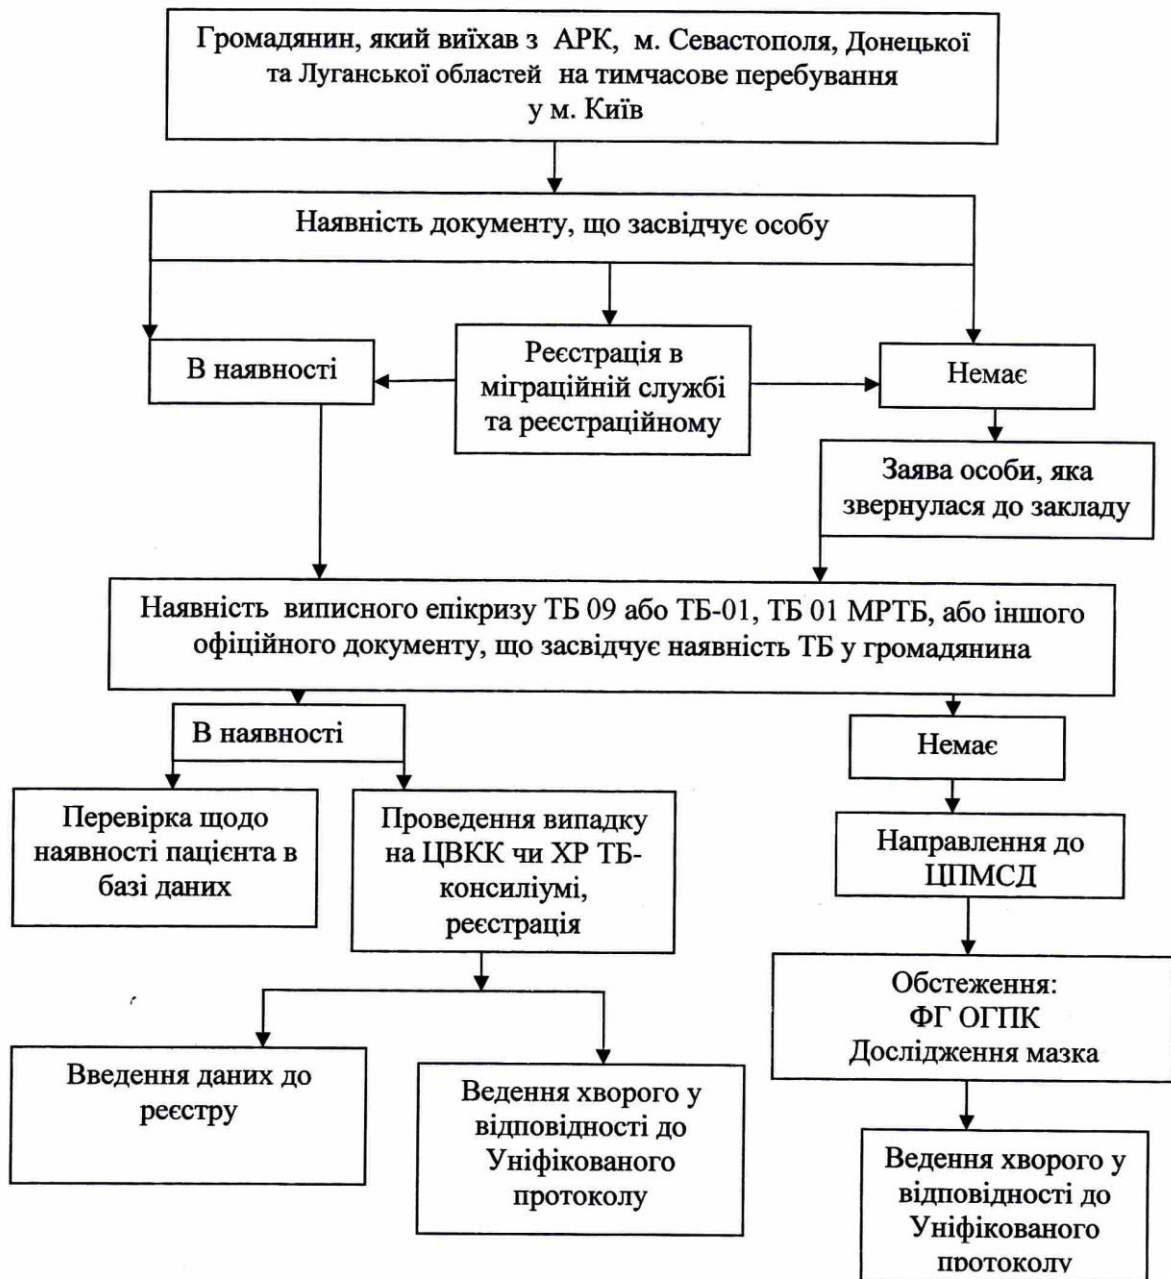 Громадянин, який виїхав з АРК, м. Севастополя, Донецької
та Луганської областей на тимчасове перебування
у м. Київ
Наявність документу, що засвідчує особу
В наявності
Реєстрація в
міграційній службі
та реєстраційному
Немає
Заява особи, яка
звернулася до закладу
Наявність виписного епікризу ТБ 09 або ТБ-01, ТБ 01 МРТБ, або іншого
офіційного документу, що засвідчує наявність ТБ у громадянина
В наявності
Немає
Перевірка щодо
наявності пацієнта в
базі даних
Проведення випадку
на ЦВКК чи ХР ТБ-
консиліумі,
реєстрація
Направлення до
ЦПМСД
Обстеження:
ФГ ОГПК
Дослідження мазка
Введення даних до
реєстру
Ведення хворого у
відповідності до
Уніфікованого
протоколу
Ведення хворого у
відповідності до
Уніфікованого
протоколу